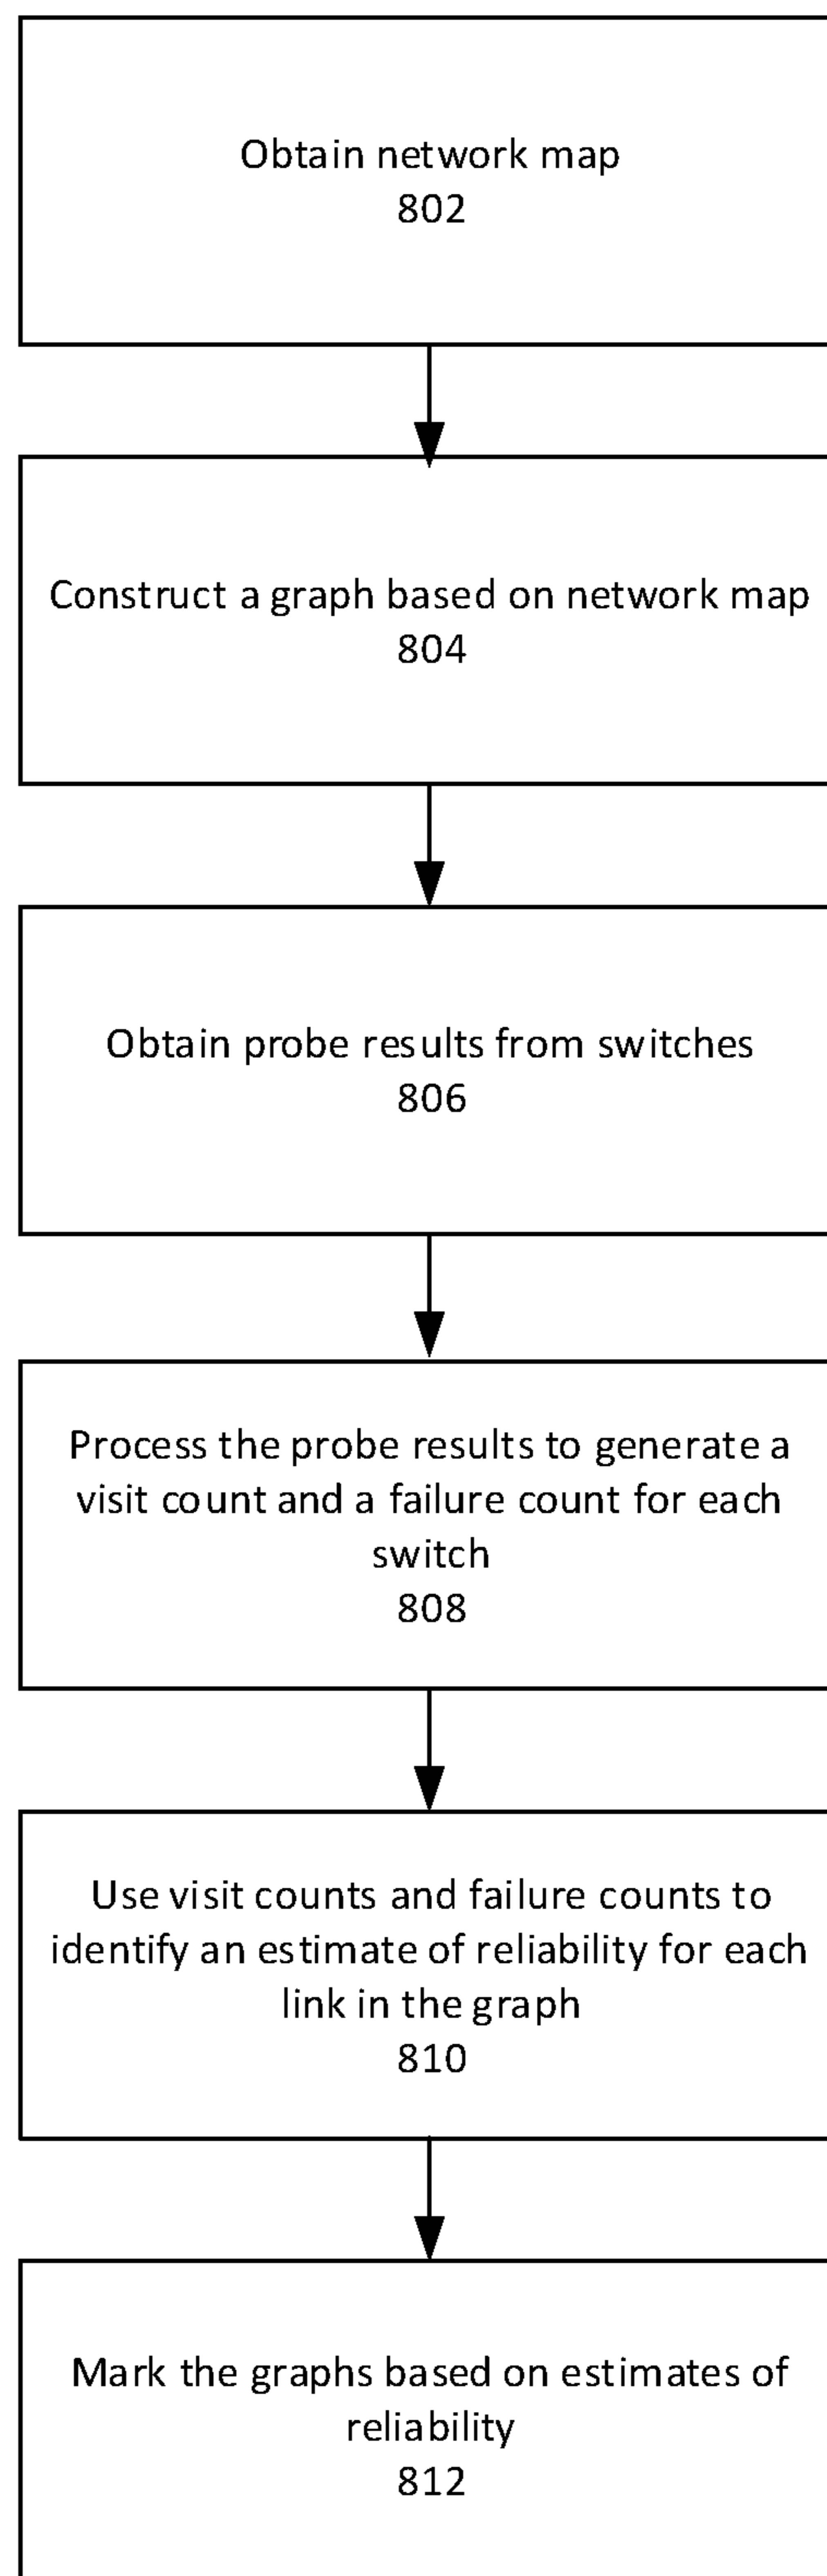 Obtain network map
802
Construct a graph based on network map
804
Obtain probe results from switches
806
Process the probe results to generate a
visit count and a failure count for each
switch
808
Use visit counts and failure counts to
identify an estimate of reliability for each
link in the graph
810
Mark the graphs based on estimates of
reliability
812